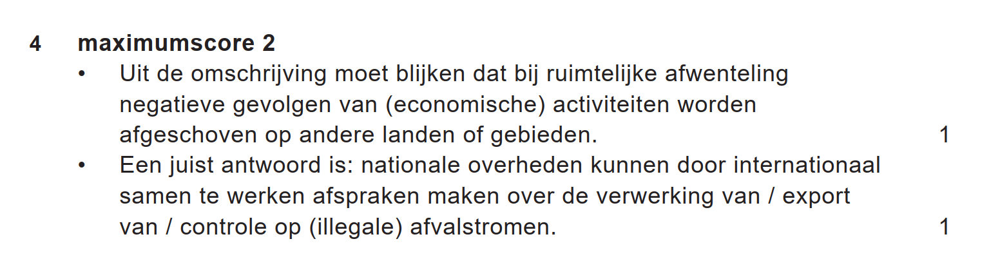 4 maximumscore 2
• Uit de omschrijving moet blijken dat bij ruimtelijke afwenteling
negatieve gevolgen van (economische) activiteiten worden
afgeschoven op andere landen of gebieden. 1
• Een juist antwoord is: nationale overheden kunnen door internationaal
samen te werken afspraken maken over de verwerking van / export
van / controle op (illegale) afvalstromen. 1